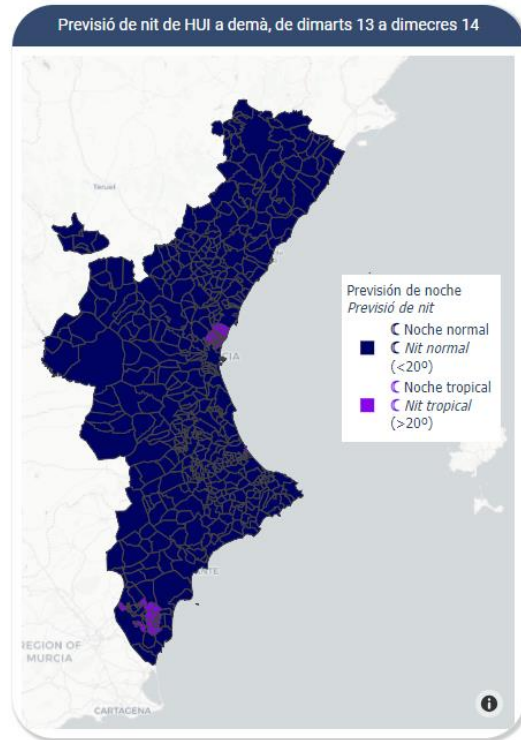 Previsió de nit de HUI a demà, de dimarts 13 a dimecres 14
Teruel
Previsión de noche
Previsió de nit
Noche normal
Nit normal
(<20º)
Noche tropical
Nit tropical
(>20º)
REGION OF
MURCIA
CARTAGENA